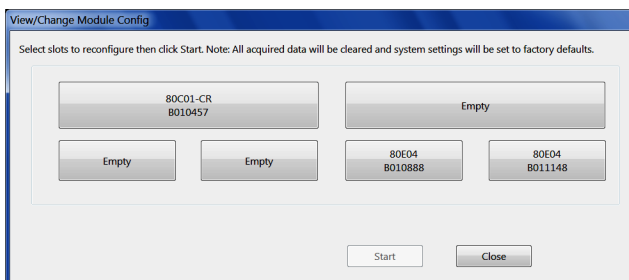 View/Change Module Config
Select slots to reconfigure then click Start. Note: All acquired data will be cleared and system settings will be set to factory defaults.
80C01-CR
B010457
Empty
Empty
Empty
80E04
B010888
80E04
B011148
Start
Close